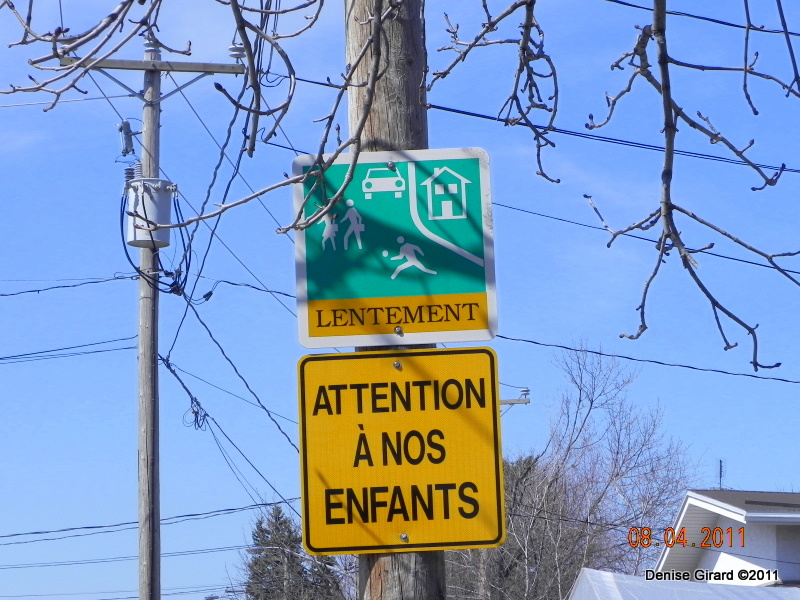 LENTEMENT
ATTENTION
À NOS
ENFANTS
08.04.2011
Denise Girard ©2011